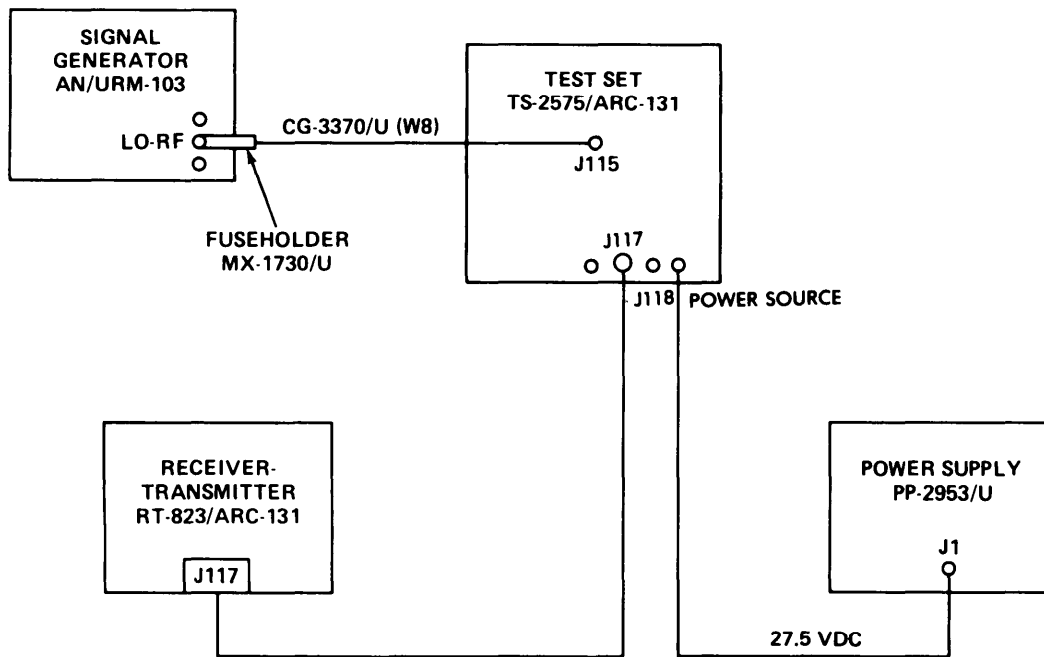 SIGNAL
GENERATOR
AN/URM-103
LO-RF
CG-3370/U (W8)
FUSEHOLDER
MX-1730/U
TEST SET
TS-2575/ARC-131
J115
J117
J118
POWER SOURCE
RECEIVER-
TRANSMITTER
RT-823/ARC-131
J117
POWER SUPPLY
PP-2953/U
J1
27.5 VDC